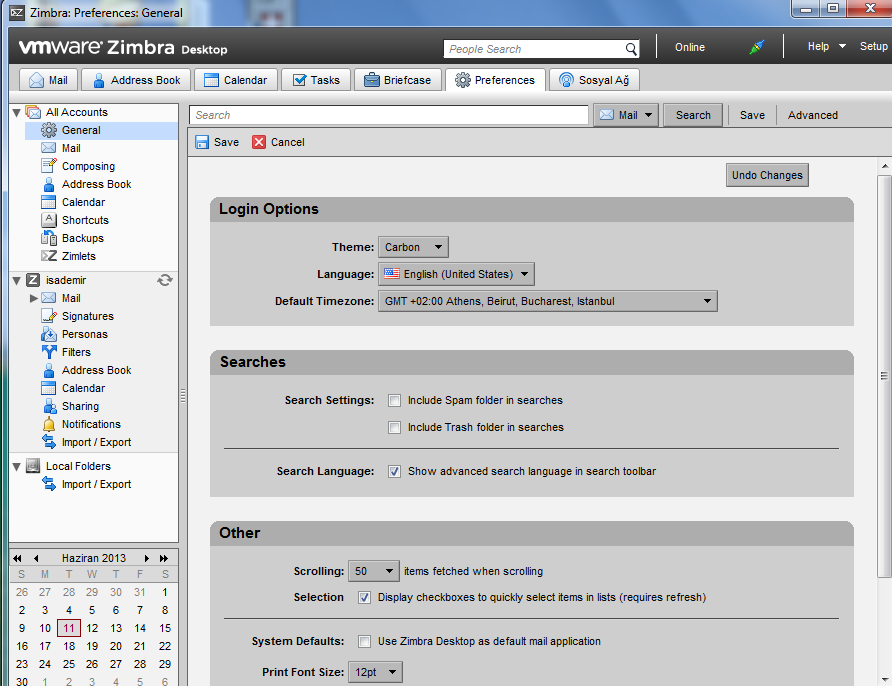 Zimbra: Preferences: General
vmware Zimbra Desktop
People Search
Online
Help
Setup
Mail
Address Book
Calendar
Tasks
Briefcase
Preferences
Sosyal Ağ
All Accounts
General
Mail
Composing
Address Book
Calendar
Shortcuts
Backups
Zimlets
isademir
Mail
Signatures
Personas
Filters
Address Book
Calendar
Sharing
Notifications
Import / Export
Local Folders
Import / Export
Haziran 2013
S M T W T F S
26 27 28 29 30 31 1
2 3 4 5 6 7 8
9 10 11 12 13 14 15
16 17 18 19 20 21 22
23 24 25 26 27 28 29
30 1 2 3 4 5 6
Search
Mail
Search
Save
Advanced
Save
Cancel
Undo Changes
Login Options
Theme: Carbon
Language: English (United States)
Default Timezone: GMT +02:00 Athens, Beirut, Bucharest, Istanbul
Searches
Search Settings: Include Spam folder in searches
Include Trash folder in searches
Search Language: Show advanced search language in search toolbar
Other
Scrolling: 50 items fetched when scrolling
Selection Display checkboxes to quickly select items in lists (requires refresh)
System Defaults: Use Zimbra Desktop as default mail application
Print Font Size: 12pt